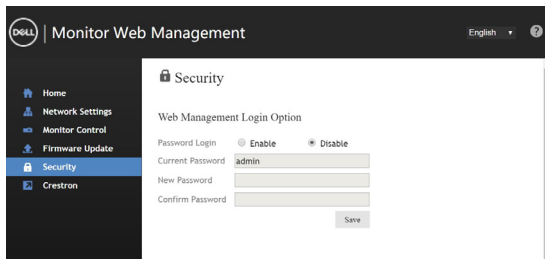 DELL | Monitor Web Management
English ▼ ?
Home
Network Settings
Monitor Control
Firmware Update
Security
Crestron
Security
Web Management Login Option
Password Login Enable Disable
Current Password admin
New Password
Confirm Password
Save